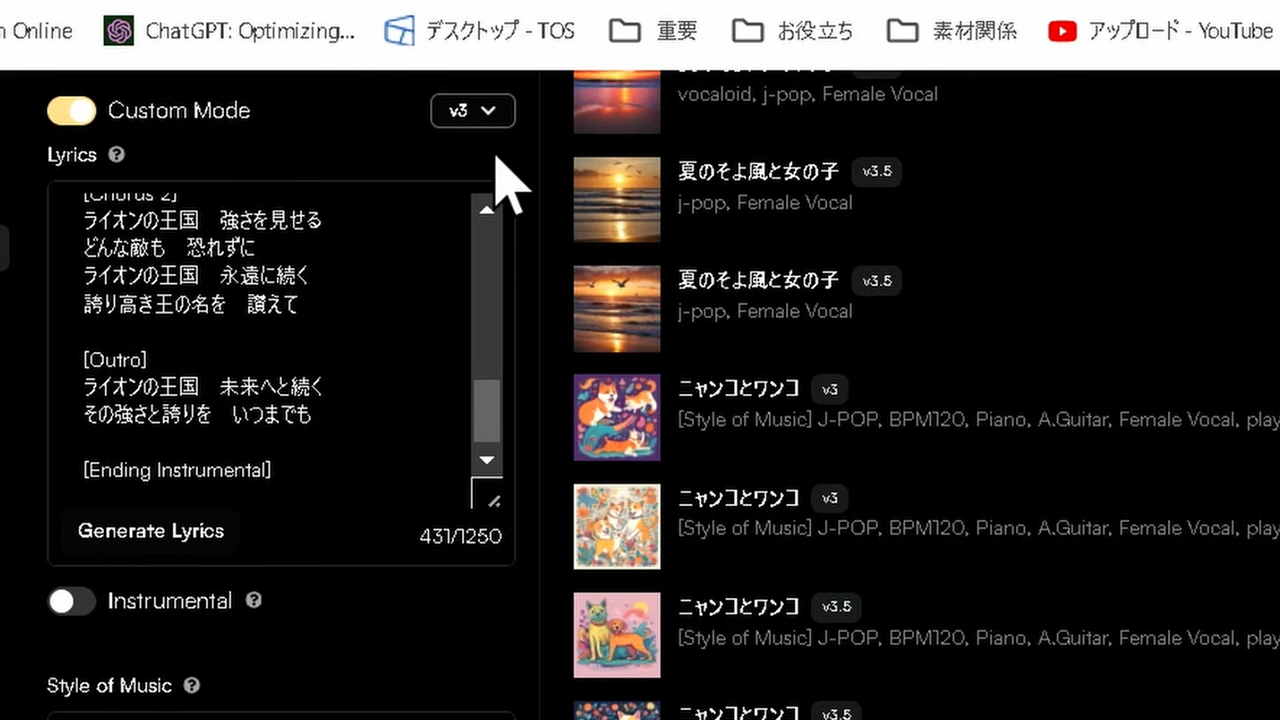 n Online
ChatGPT: Optimizing...
デスクトップ - TOS
重要
お役立ち
素材関係
アップロード - YouTube
Custom Mode
v3
Lyrics
[Chorus 2]
ライオンの王国　強さを見せる
どんな敵も　恐れずに
ライオンの王国　永遠に続く
誇り高き王の名を　讃えて
[Outro]
ライオンの王国　未来へと続く
その強さと誇りを　いつまでも
[Ending Instrumental]
Generate Lyrics
431/1250
Instrumental
Style of Music
vocaloid, j-pop, Female Vocal
夏のそよ風と女の子 v3.5
j-pop, Female Vocal
夏のそよ風と女の子 v3.5
j-pop, Female Vocal
ニャンコとワンコ v3
[Style of Music] J-POP, BPM120, Piano, A.Guitar, Female Vocal, play
ニャンコとワンコ v3
[Style of Music] J-POP, BPM120, Piano, A.Guitar, Female Vocal, play
ニャンコとワンコ v3.5
[Style of Music] J-POP, BPM120, Piano, A.Guitar, Female Vocal, play
ニャンコとワンコ v3.5